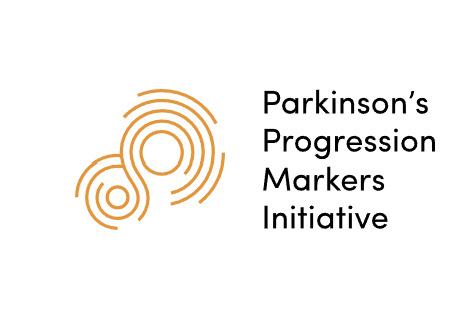 Parkinson’s
Progression
Markers
Initiative